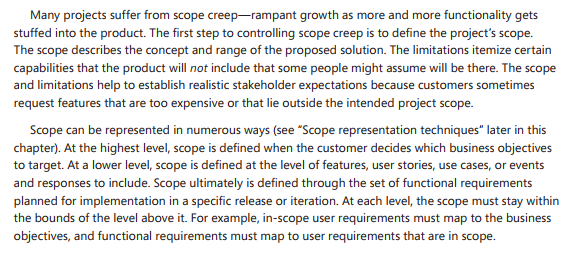 Many projects suffer from scope creep—rampant growth as more and more functionality gets
stuffed into the product. The first step to controlling scope creep is to define the project’s scope.
The scope describes the concept and range of the proposed solution. The limitations itemize certain
capabilities that the product will not include that some people might assume will be there. The scope
and limitations help to establish realistic stakeholder expectations because customers sometimes
request features that are too expensive or that lie outside the intended project scope.
Scope can be represented in numerous ways (see “Scope representation techniques” later in this
chapter). At the highest level, scope is defined when the customer decides which business objectives
to target. At a lower level, scope is defined at the level of features, user stories, use cases, or events
and responses to include. Scope ultimately is defined through the set of functional requirements
planned for implementation in a specific release or iteration. At each level, the scope must stay within
the bounds of the level above it. For example, in-scope user requirements must map to the business
objectives, and functional requirements must map to user requirements that are in scope.